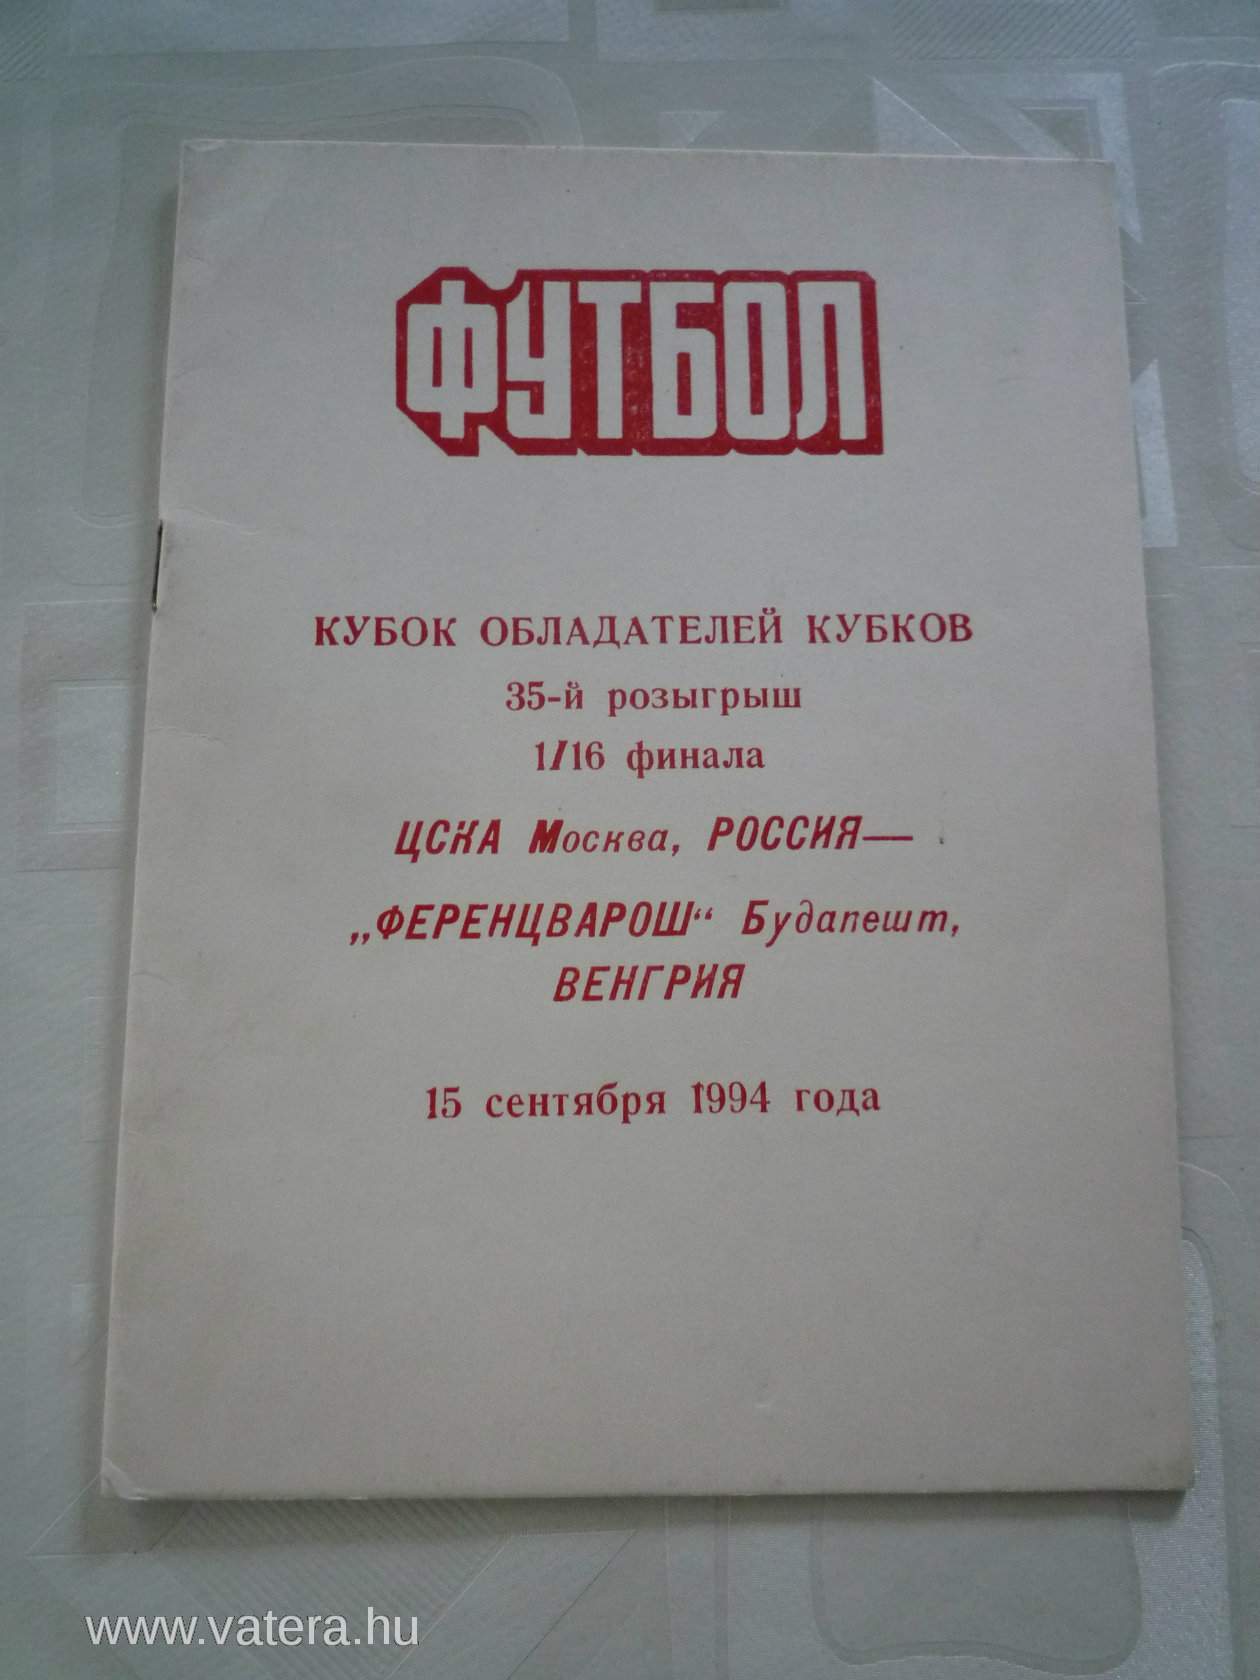 ФУТБОЛ
КУБОК ОБЛАДАТЕЛЕЙ КУБКОВ
35-й розыгрыш
1/16 финала
ЦСКА Москва, РОССИЯ—
„ФЕРЕНЦВАРОШ“ Будапешт,
ВЕНГРИЯ
15 сентября 1994 года
www.vatera.hu